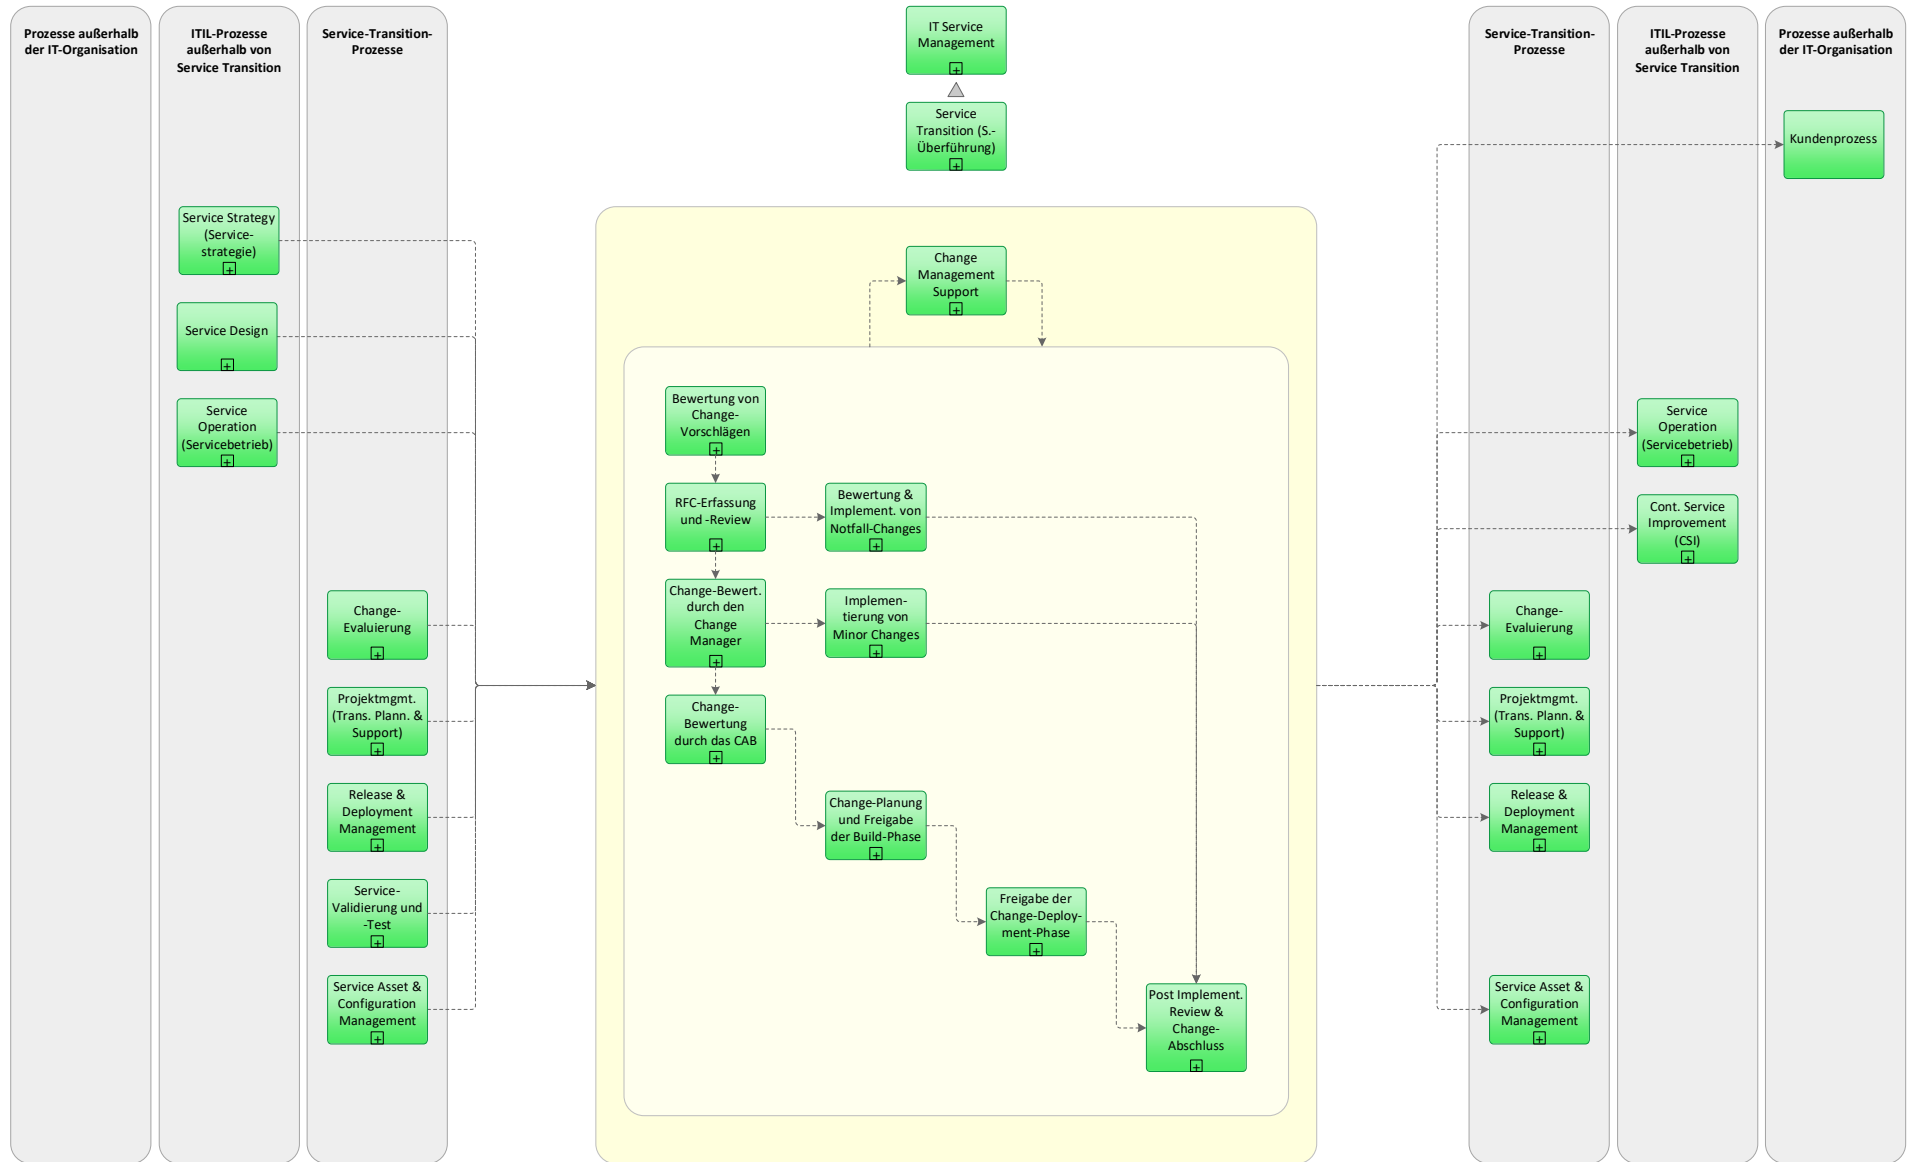 Prozesse außerhalb
der IT-Organisation
ITIL-Prozesse
außerhalb von
Service Transition
Service-Transition-
Prozesse
IT Service
Management
Service
Transition (S.-
Überführung)
Service-Transition-
Prozesse
ITIL-Prozesse
außerhalb von
Service Transition
Prozesse außerhalb
der IT-Organisation
Kundenprozess
Service Strategy
(Service-
strategie)
Service Design
Service
Operation
(Servicebetrieb)
Change-
Evaluierung
Projektmgmt.
(Trans. Plann. &
Support)
Release &
Deployment
Management
Service-
Validierung und
-Test
Service Asset &
Configuration
Management
Change
Management
Support
Bewertung von
Change-
Vorschlägen
RFC-Erfassung
und -Review
Bewertung &
Implement. von
Notfall-Changes
Change-Bewert.
durch den
Change
Manager
Implemen-
tierung von
Minor Changes
Change-
Bewertung
durch das CAB
Change-Planung
und Freigabe
der Build-Phase
Freigabe der
Change-Deploy-
ment-Phase
Post Implement.
Review &
Change-
Abschluss
Service
Operation
(Servicebetrieb)
Cont. Service
Improvement
(CSI)
Change-
Evaluierung
Projektmgmt.
(Trans. Plann. &
Support)
Release &
Deployment
Management
Service Asset &
Configuration
Management